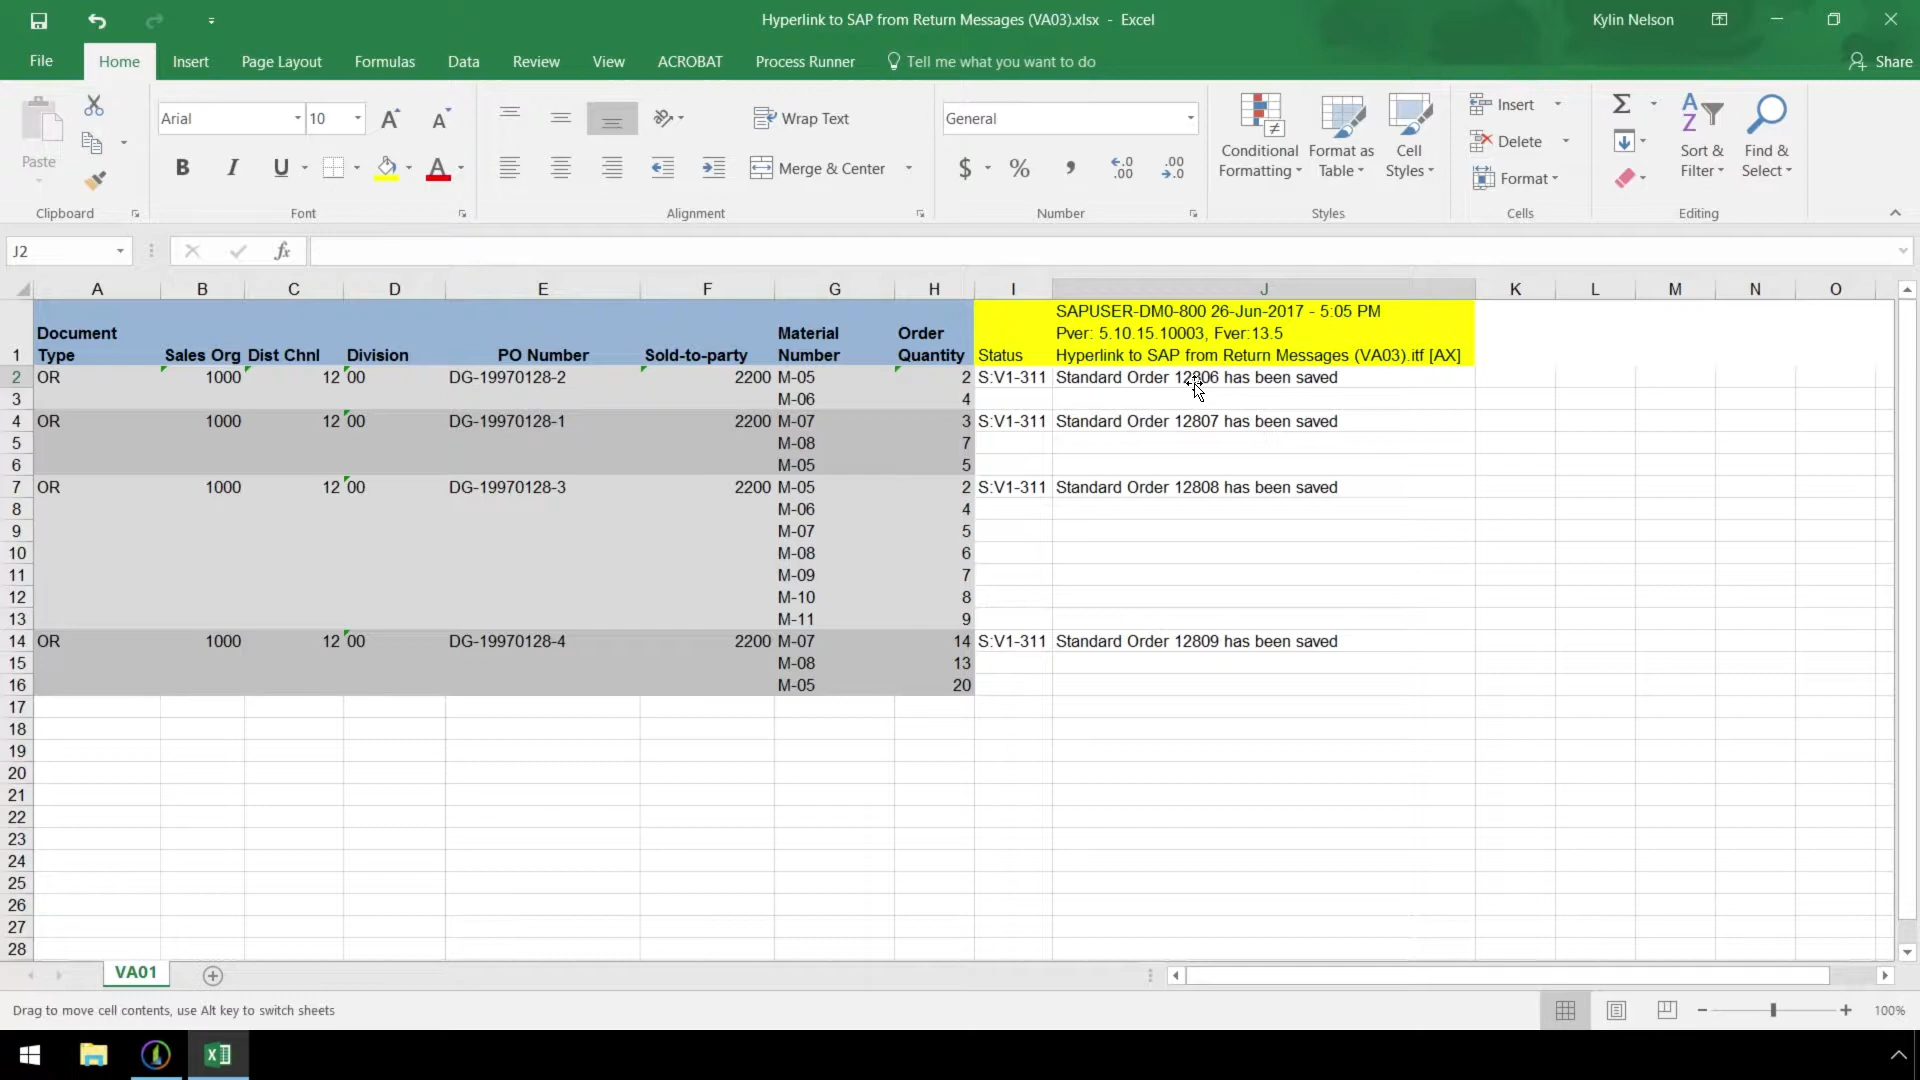 Hyperlink to SAP from Return Messages (VA03).xlsx - Excel
Kylin Nelson
File Home Insert Page Layout Formulas Data Review View ACROBAT Process Runner Tell me what you want to do Share
Paste
Arial 10
Wrap Text
General
B I U A
Merge & Center
$ % , .0 .00 .00 .0
Conditional Formatting
Format as Table
Cell Styles
Insert
Delete
Format
Sort & Filter
Find & Select
Clipboard Font Alignment Number Styles Cells Editing
J2 fx
A B C D E F G H I J K L M N O
1 Document Type Sales Org Dist Chnl Division PO Number Sold-to-party Material Number Order Quantity Status
SAPUSER-DM0-800 26-Jun-2017 - 5:05 PM
Pver: 5.10.15.10003, Fver:13.5
Hyperlink to SAP from Return Messages (VA03).itf [AX]
2 OR 1000 12 00 DG-19970128-2 2200 M-05 2 S:V1-311 Standard Order 12806 has been saved
3 M-06 4
4 OR 1000 12 00 DG-19970128-1 2200 M-07 3 S:V1-311 Standard Order 12807 has been saved
5 M-08 7
6 M-05 5
7 OR 1000 12 00 DG-19970128-3 2200 M-05 2 S:V1-311 Standard Order 12808 has been saved
8 M-06 4
9 M-07 5
10 M-08 6
11 M-09 7
12 M-10 8
13 M-11 9
14 OR 1000 12 00 DG-19970128-4 2200 M-07 14 S:V1-311 Standard Order 12809 has been saved
15 M-08 13
16 M-05 20
17
18
19
20
21
22
23
24
25
26
27
28
VA01
Drag to move cell contents, use Alt key to switch sheets
100%